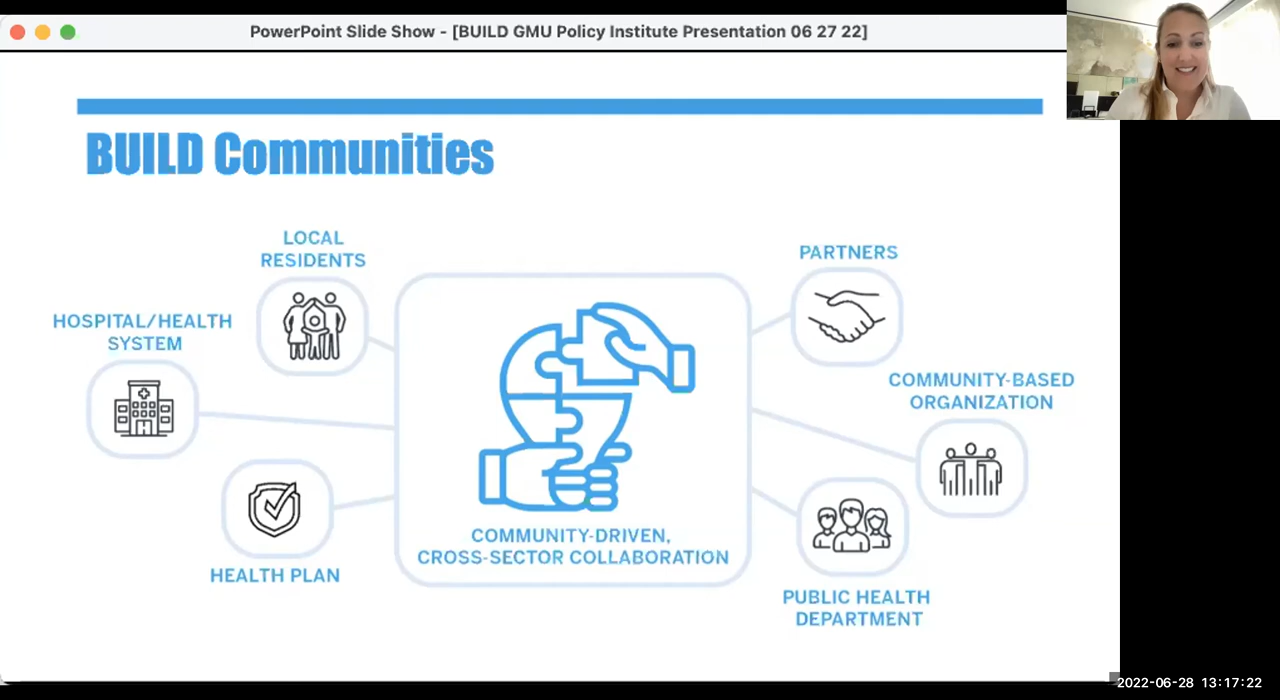 PowerPoint Slide Show - [BUILD GMU Policy Institute Presentation 06 27 22]
BUILD Communities
LOCAL
RESIDENTS
HOSPITAL/HEALTH
SYSTEM
HEALTH PLAN
COMMUNITY-DRIVEN,
CROSS-SECTOR COLLABORATION
PARTNERS
COMMUNITY-BASED
ORGANIZATION
PUBLIC HEALTH
DEPARTMENT
2022-06-28 13:17:22